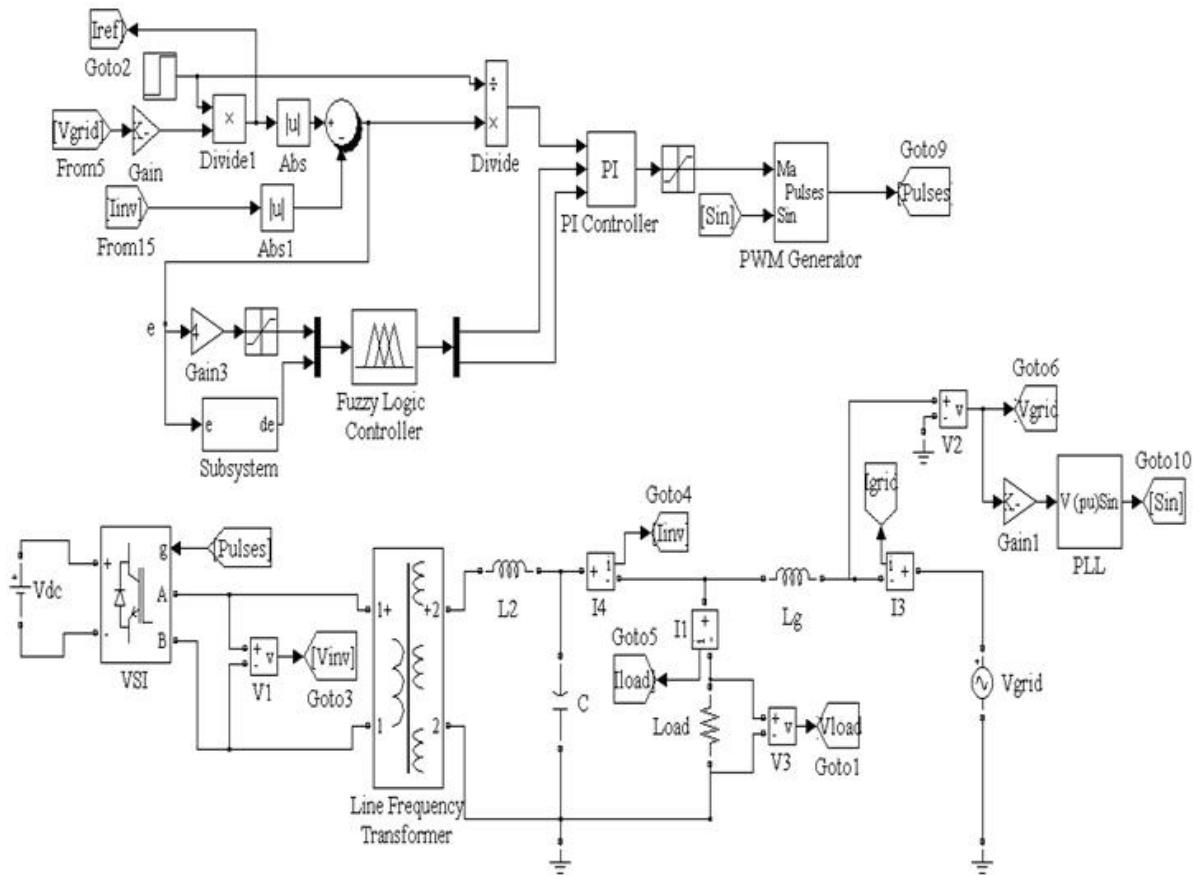 Iref]
Goto2
[Vgrid]
From5
K-
Gain
×
Divide1
|u|
Abs
+
-
÷
×
Divide
[Iinv]
From15
|u|
Abs1
PI
PI Controller
[Sin]
Ma
Pulses
Sin
PWM Generator
Goto9
[Pulses]
e
4
Gain3
e
de
Subsystem
Fuzzy Logic
Controller
Goto6
Vgrid]
+
-
v
V2
K-
Gain1
V (pu)Sin
PLL
Goto10
[Sin]
+
Vdc
+
-
g
A
B
VSI
[Pulses]
+
-
v
V1
[Vinv]
Goto3
1+
1
+2
2
Line Frequency
Transformer
L2
C
Goto4
[Iinv]
+
i
-
I4
Goto5
Iload]
I1
+
i
-
Load
+
-
v
V3
Vload]
Goto1
Lg
Igrid
i
-
+
I3
+
Vgrid